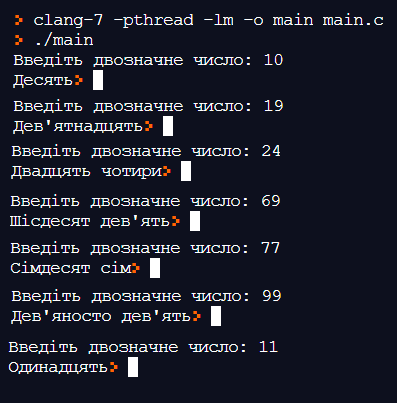 > clang-7 -pthread -lm -o main main.c
> ./main
Введіть двозначне число: 10
Десять>
Введіть двозначне число: 19
Дев'ятнадцять>
Введіть двозначне число: 24
Двадцять чотири>
Введіть двозначне число: 69
Шісдесят дев'ять>
Введіть двозначне число: 77
Сімдесят сім>
Введіть двозначне число: 99
Дев'яносто дев'ять>
Введіть двозначне число: 11
Одинадцять>